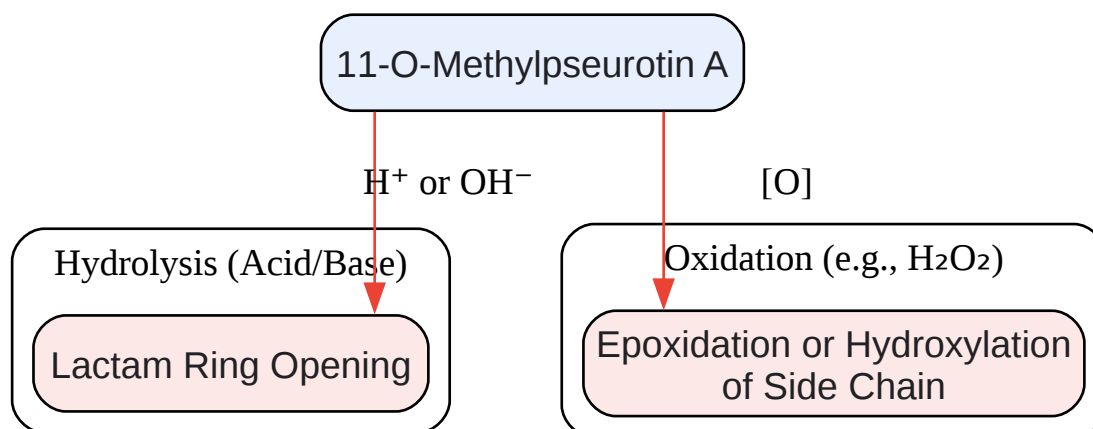 11-O-Methylpseurotin A
H⁺ or OH⁻
[O]
Hydrolysis (Acid/Base)
Oxidation (e.g., H₂O₂)
Lactam Ring Opening
Epoxidation or Hydroxylation
of Side Chain